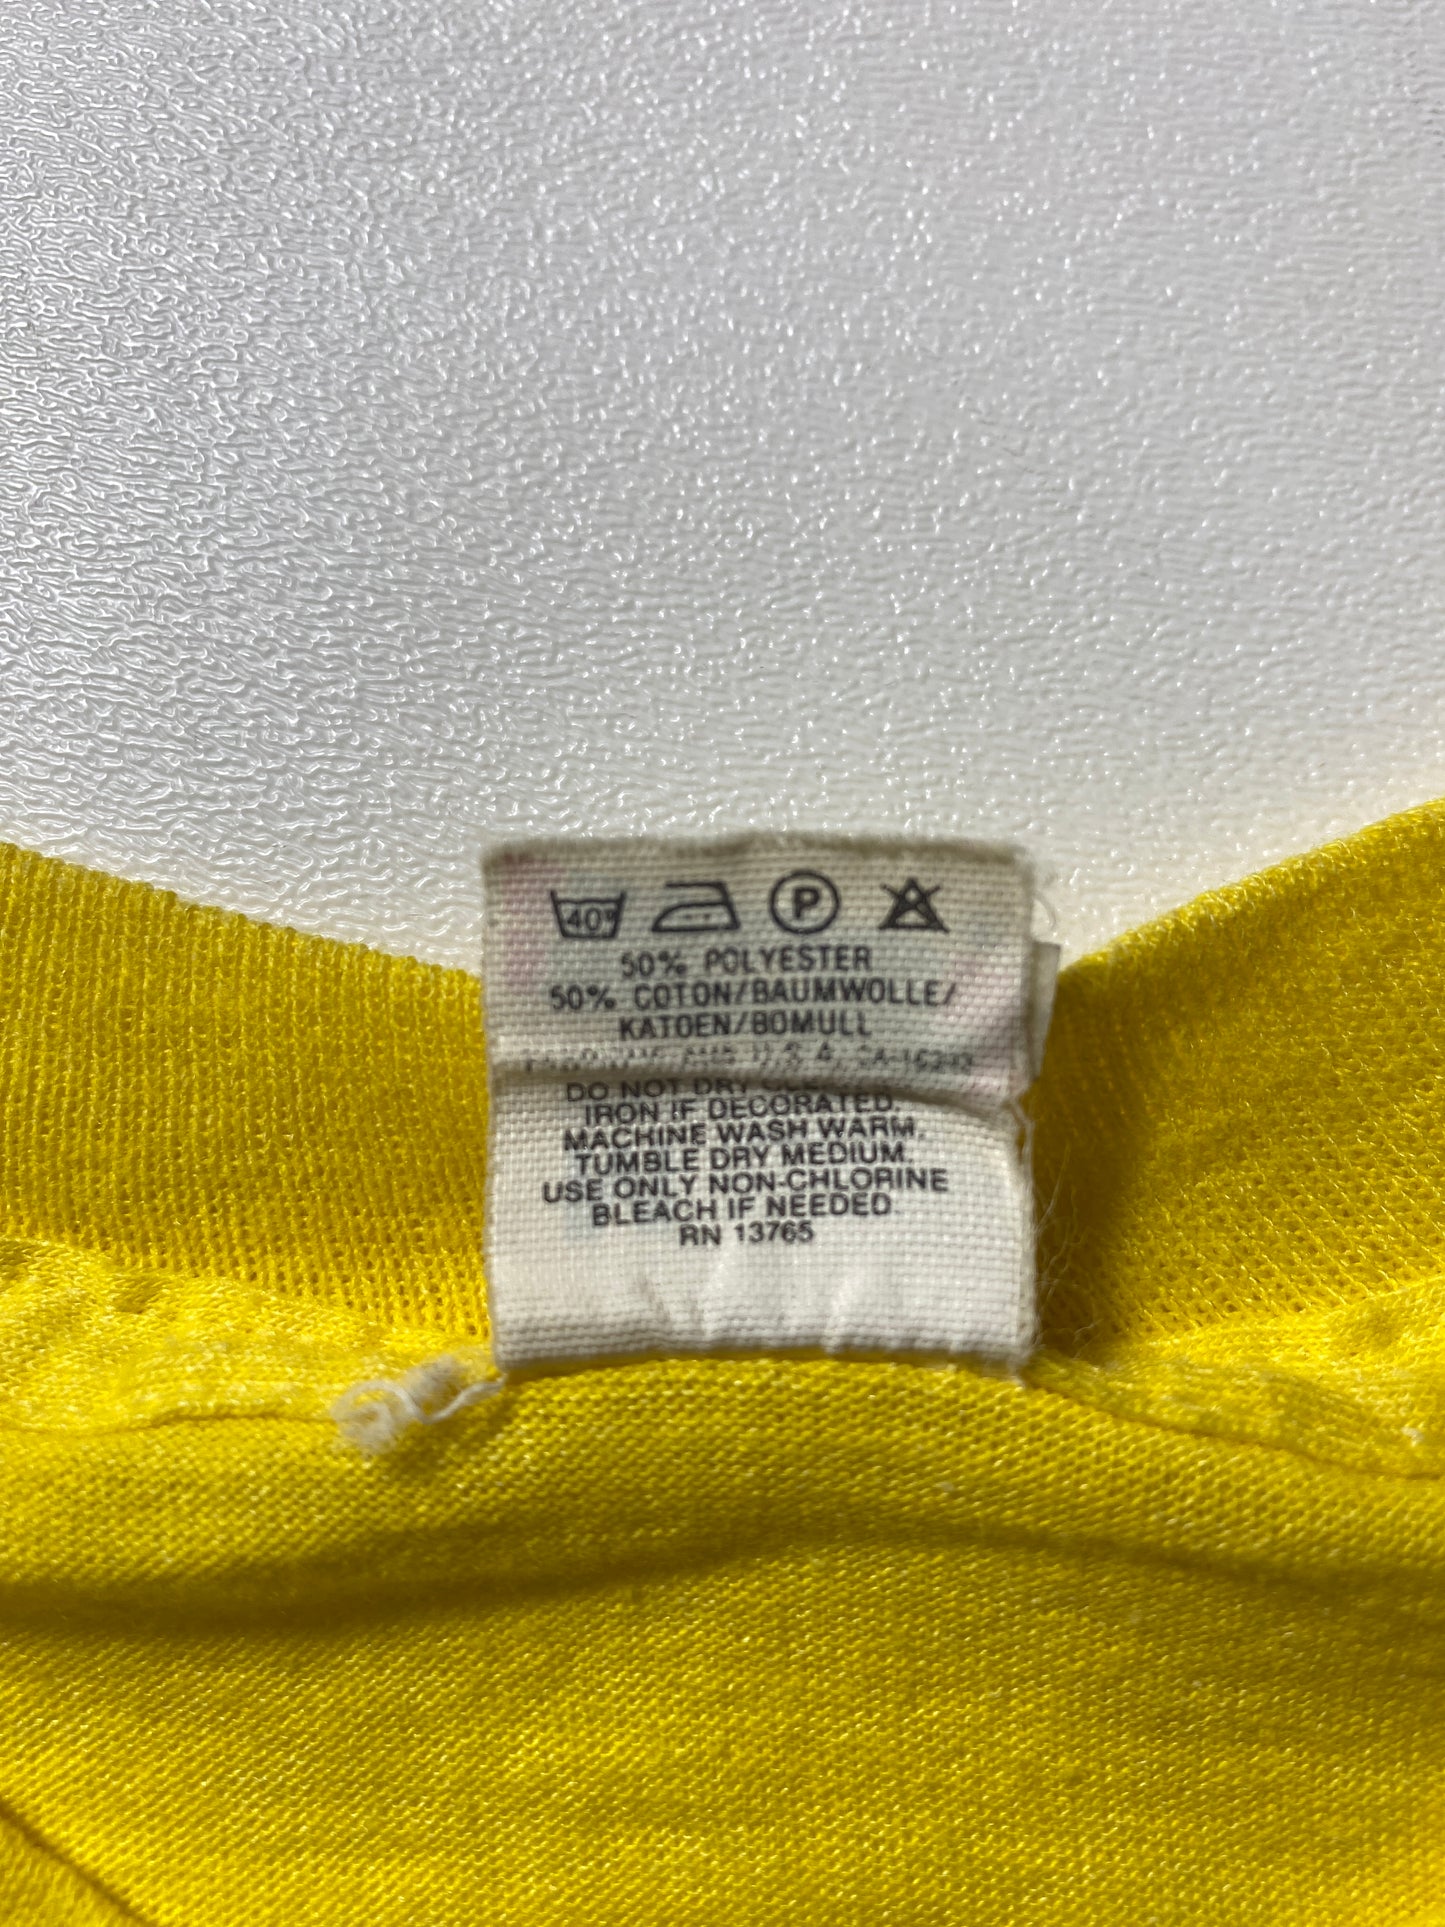 40° P
50% POLYESTER
50% COTON/BAUMWOLLE/
KATOEN/BOMULL
U.S.A.
DO NOT DRY
IRON IF DECORATED.
MACHINE WASH WARM.
TUMBLE DRY MEDIUM.
USE ONLY NON-CHLORINE
BLEACH IF NEEDED.
RN 13765